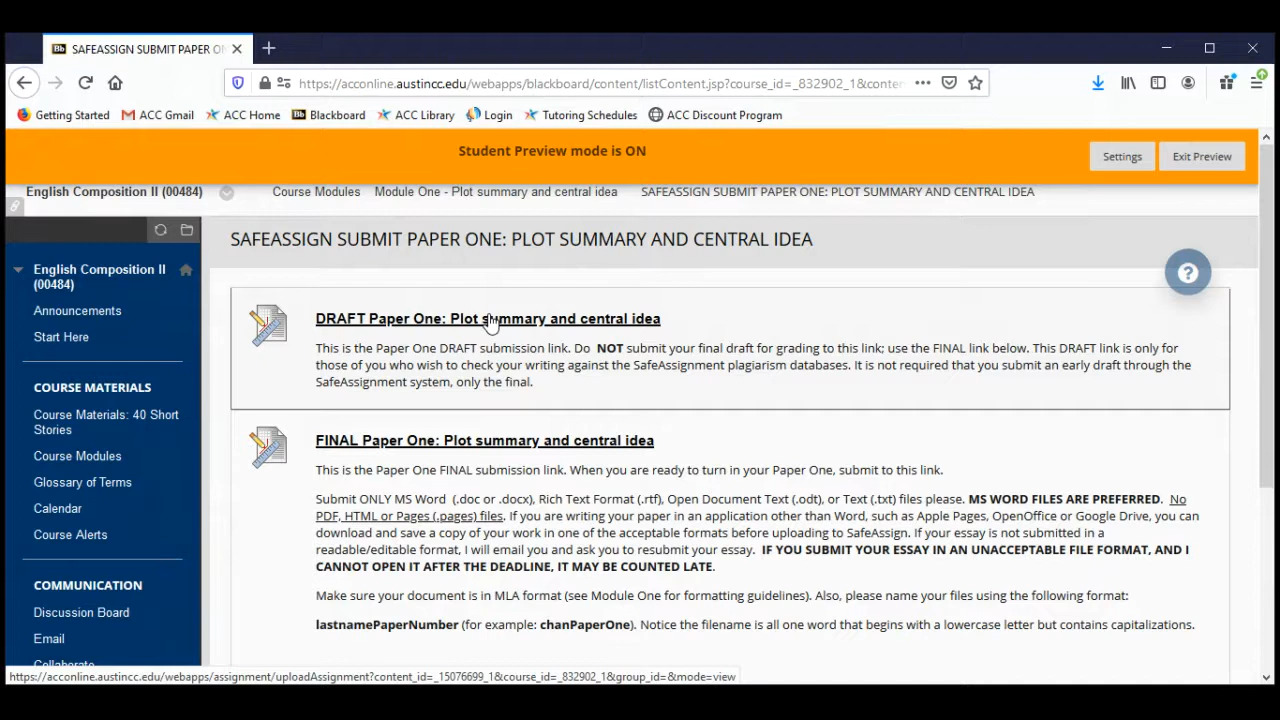 Bb SAFEASSIGN SUBMIT PAPER O
https://acconline.austincc.edu/webapps/blackboard/content/listContent.jsp?course_id=_832902_1&conten
Getting Started ACC Gmail ACC Home Bb Blackboard ACC Library Login Tutoring Schedules ACC Discount Program
Student Preview mode is ON
Settings Exit Preview
English Composition II (00484) Course Modules Module One - Plot summary and central idea SAFEASSIGN SUBMIT PAPER ONE: PLOT SUMMARY AND CENTRAL IDEA
SAFEASSIGN SUBMIT PAPER ONE: PLOT SUMMARY AND CENTRAL IDEA
?
English Composition II
(00484)
Announcements
Start Here
COURSE MATERIALS
Course Materials: 40 Short
Stories
Course Modules
Glossary of Terms
Calendar
Course Alerts
COMMUNICATION
Discussion Board
Email
Collaborate
DRAFT Paper One: Plot summary and central idea
This is the Paper One DRAFT submission link. Do NOT submit your final draft for grading to this link; use the FINAL link below. This DRAFT link is only for
those of you who wish to check your writing against the SafeAssignment plagiarism databases. It is not required that you submit an early draft through the
SafeAssignment system, only the final.
FINAL Paper One: Plot summary and central idea
This is the Paper One FINAL submission link. When you are ready to turn in your Paper One, submit to this link.
Submit ONLY MS Word (.doc or .docx), Rich Text Format (.rtf), Open Document Text (.odt), or Text (.txt) files please. MS WORD FILES ARE PREFERRED. No
PDF, HTML or Pages (.pages) files. If you are writing your paper in an application other than Word, such as Apple Pages, OpenOffice or Google Drive, you can
download and save a copy of your work in one of the acceptable formats before uploading to SafeAssign. If your essay is not submitted in a
readable/editable format, I will email you and ask you to resubmit your essay. IF YOU SUBMIT YOUR ESSAY IN AN UNACCEPTABLE FILE FORMAT, AND I
CANNOT OPEN IT AFTER THE DEADLINE, IT MAY BE COUNTED LATE.
Make sure your document is in MLA format (see Module One for formatting guidelines). Also, please name your files using the following format:
lastnamePaperNumber (for example: chanPaperOne). Notice the filename is all one word that begins with a lowercase letter but contains capitalizations.
https://acconline.austincc.edu/webapps/assignment/uploadAssignment?content_id=_15076699_1&course_id=_832902_1&group_id=&mode=view